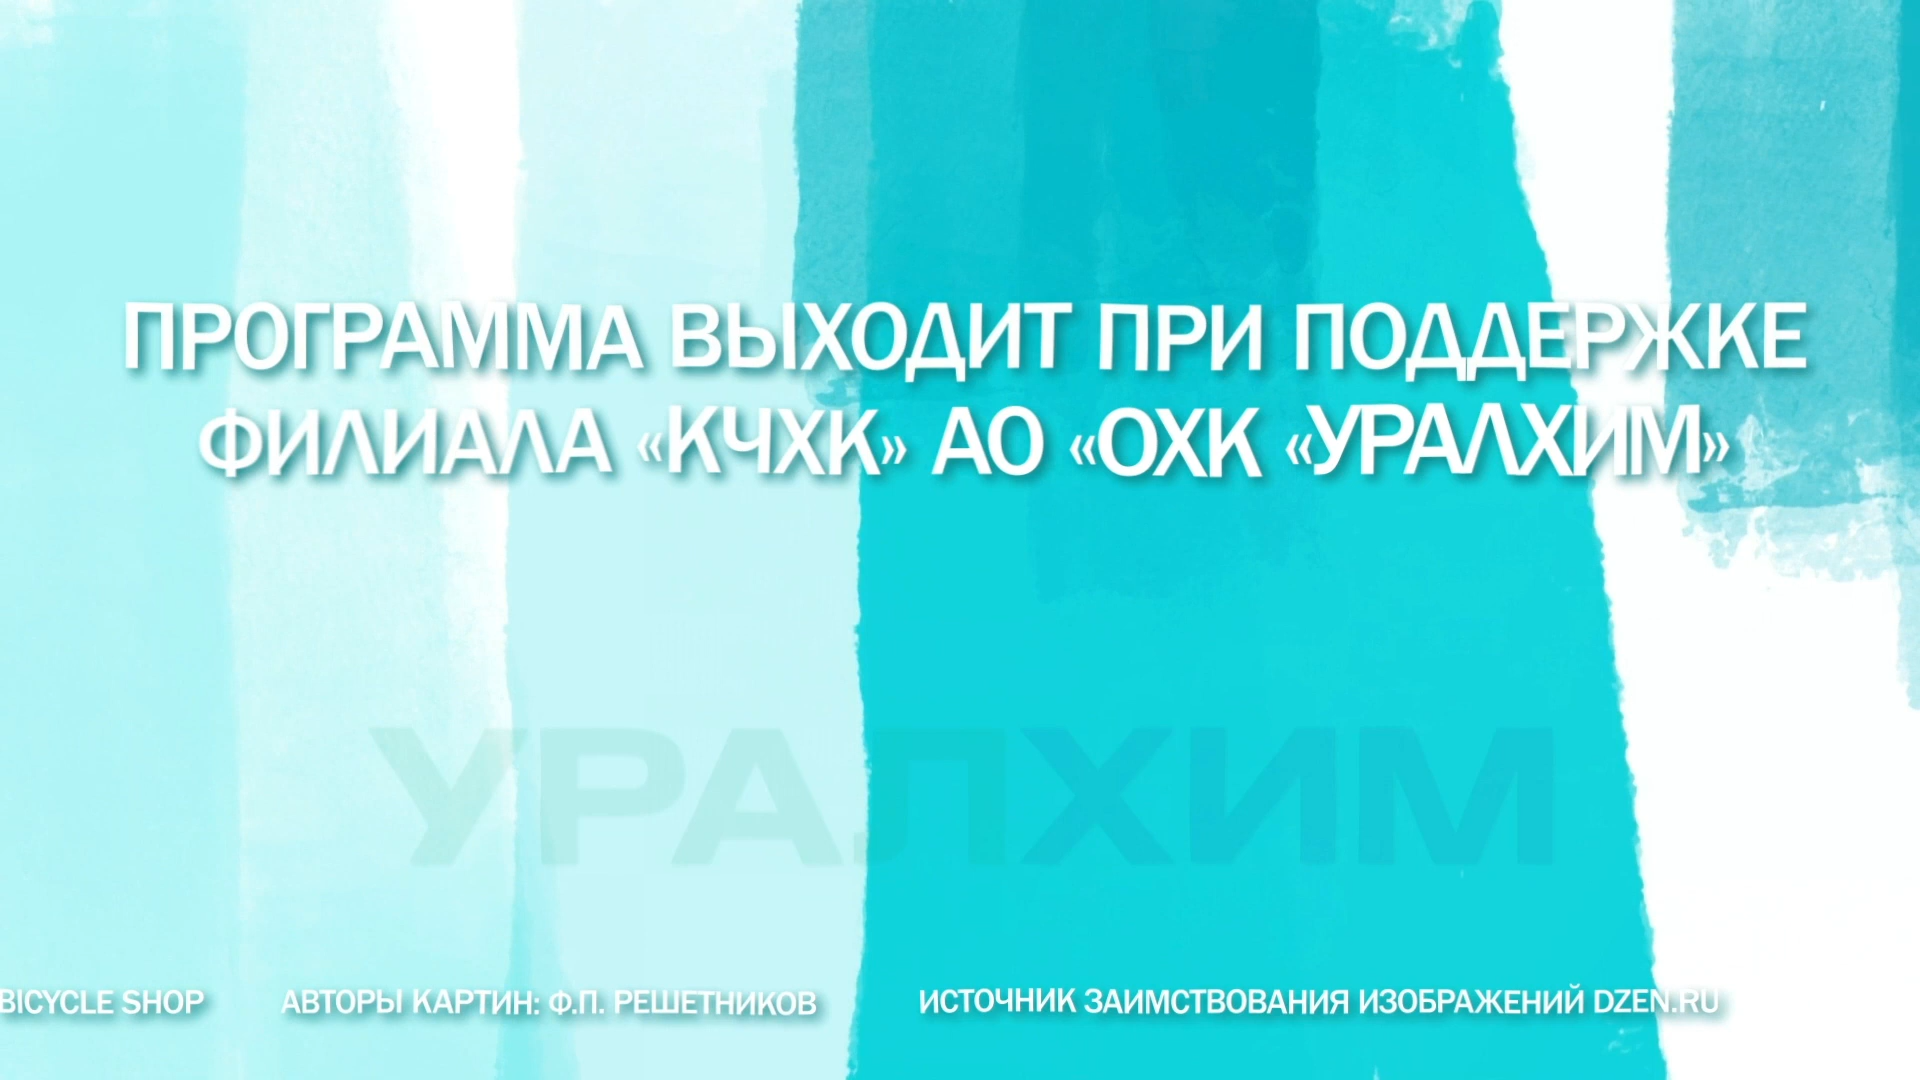 ПРОГРАММА ВЫХОДИТ ПРИ ПОДДЕРЖКЕ
ФИЛИАЛА «КЧХК» АО «ОХК «УРАЛХИМ»
УРАЛХИМ
BICYCLE SHOP АВТОРЫ КАРТИН: Ф.П. РЕШЕТНИКОВ ИСТОЧНИК ЗАИМСТВОВАНИЯ ИЗОБРАЖЕНИЙ DZEN.RU